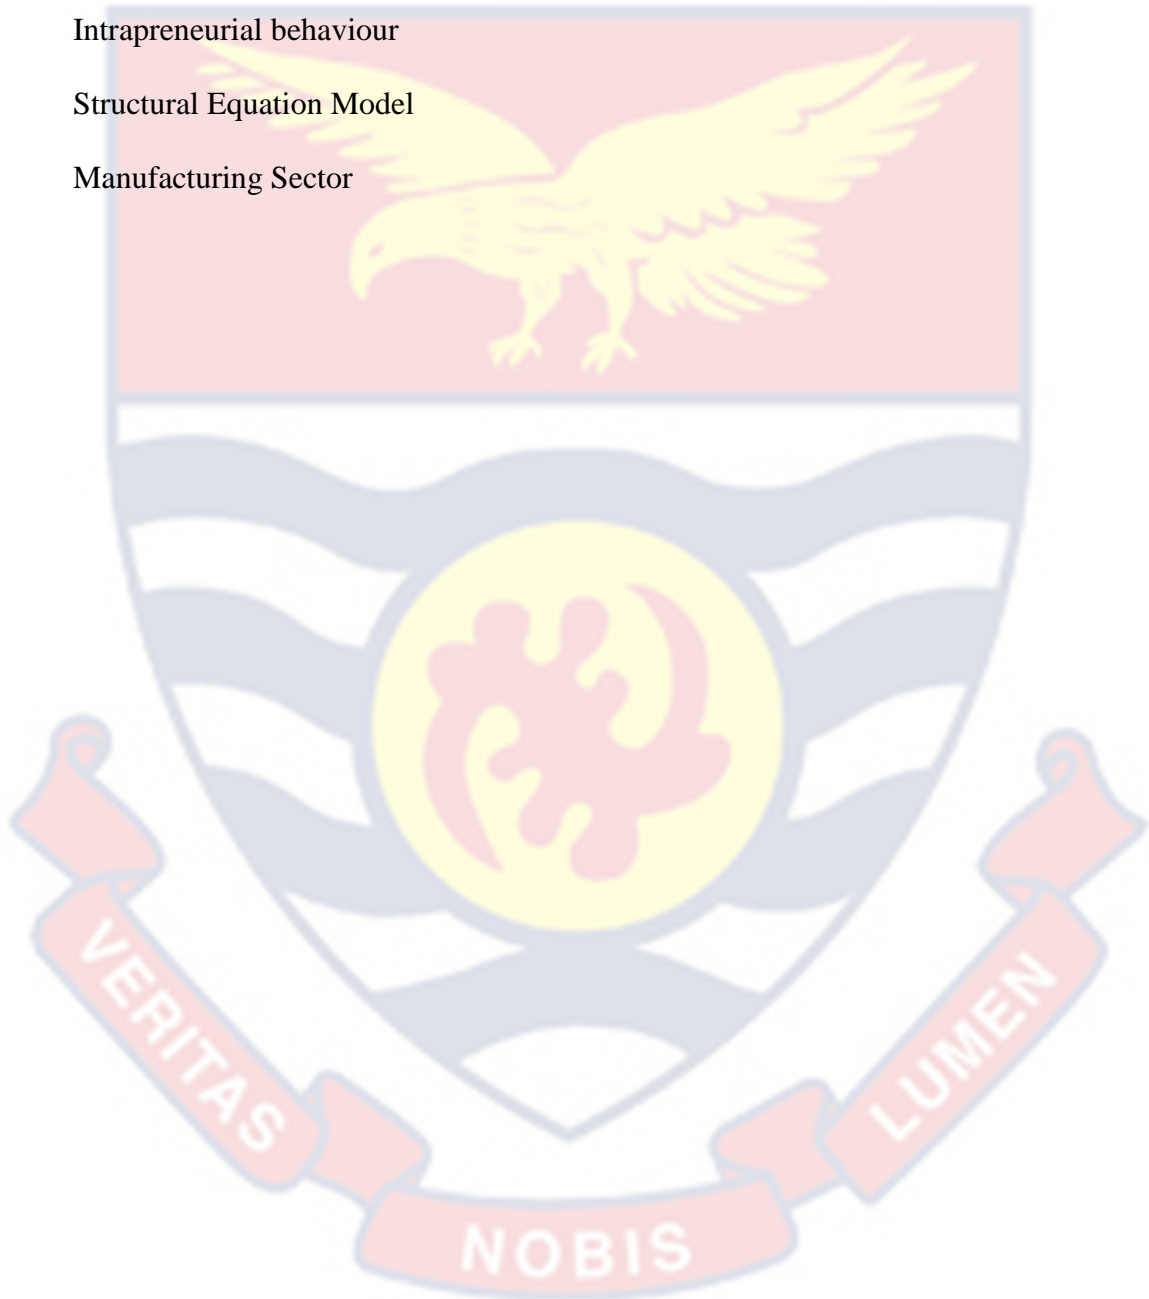 Intrapreneurial behaviour
Structural Equation Model
Manufacturing Sector
VERITAS
NOBIS
LUMEN